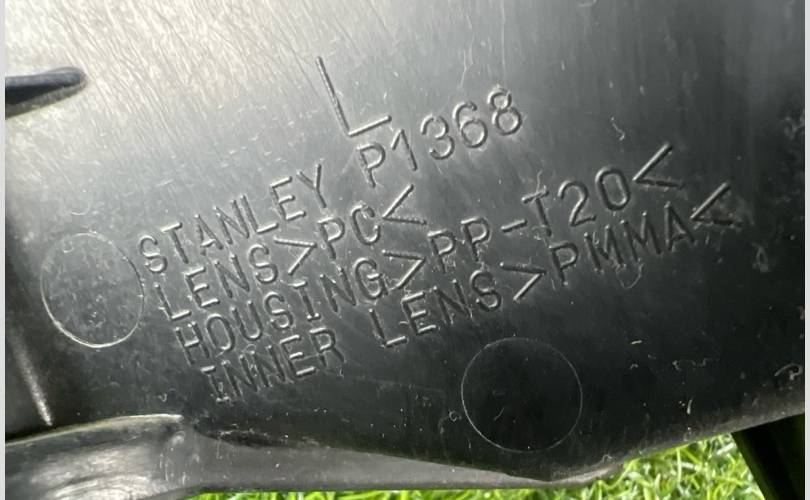 L
STANLEY P1368
LENS>PC<
HOUSING>PP-T20<
INNER LENS>PMMA<